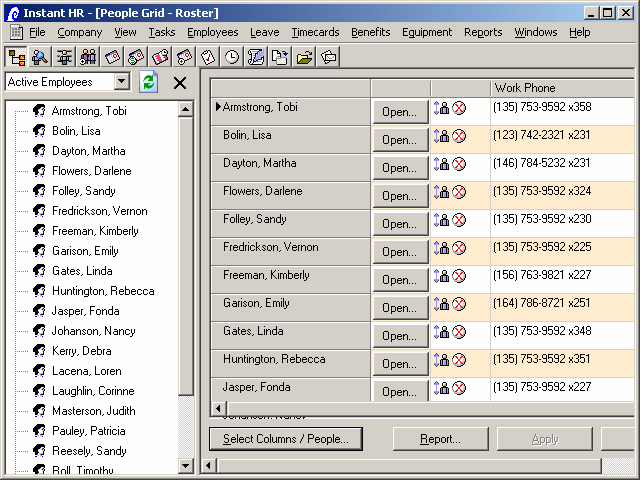 Instant HR - [People Grid - Roster]
File Company View Tasks Employees Leave Timecards Benefits Equipment Reports Windows Help
Active Employees
Armstrong, Tobi
Bolin, Lisa
Dayton, Martha
Flowers, Darlene
Folley, Sandy
Fredrickson, Vernon
Freeman, Kimberly
Garison, Emily
Gates, Linda
Huntington, Rebecca
Jasper, Fonda
Johanson, Nancy
Kerry, Debra
Lacena, Loren
Laughlin, Corinne
Masterson, Judith
Pauley, Patricia
Reesely, Sandy
Roll, Timothy
Work Phone
Armstrong, Tobi Open... (135) 753-9592 x358
Bolin, Lisa Open... (123) 742-2321 x231
Dayton, Martha Open... (146) 784-5232 x231
Flowers, Darlene Open... (135) 753-9592 x324
Folley, Sandy Open... (135) 753-9592 x230
Fredrickson, Vernon Open... (135) 753-9592 x225
Freeman, Kimberly Open... (156) 763-9821 x227
Garison, Emily Open... (164) 786-8721 x251
Gates, Linda Open... (135) 753-9592 x348
Huntington, Rebecca Open... (135) 753-9592 x351
Jasper, Fonda Open... (135) 753-9592 x227
Johanson, Nancy
Select Columns / People... Report... Apply